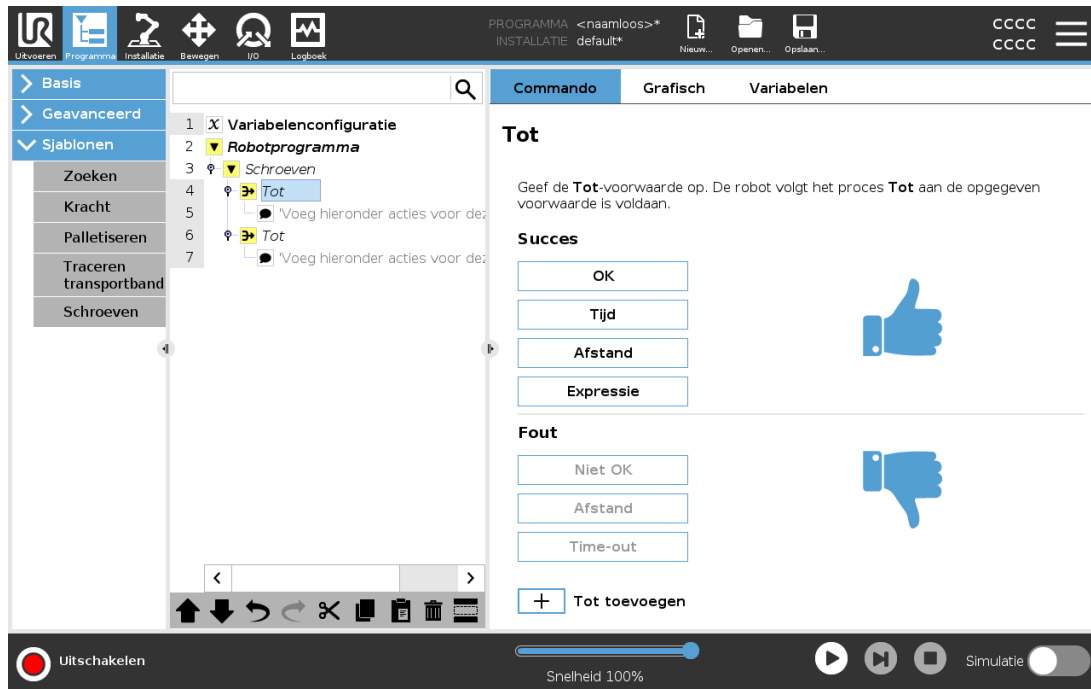 PROGRAMMA <naamloos>*
INSTALLATIE default*
CCCC
CCCC
Uitvoeren Programma Installatie Bewegen I/O Logboek Nieuw... Openen... Opslaan...
Basis
Geavanceerd
Sjablonen
Zoeken
Kracht
Palletiseren
Traceren
transportband
Schroeven
1 X Variabelenconfiguratie
2 Robotprogramma
3 Schroeven
4 Tot
5 'Voeg hieronder acties voor dez
6 Tot
7 'Voeg hieronder acties voor dez
Commando Grafisch Variabelen
Tot
Geef de Tot-voorwaarde op. De robot volgt het proces Tot aan de opgegeven
voorwaarde is voldaan.
Succes
OK
Tijd
Afstand
Expressie
Fout
Niet OK
Afstand
Time-out
+ Tot toevoegen
Uitschakelen
Snelheid 100%
Simulatie